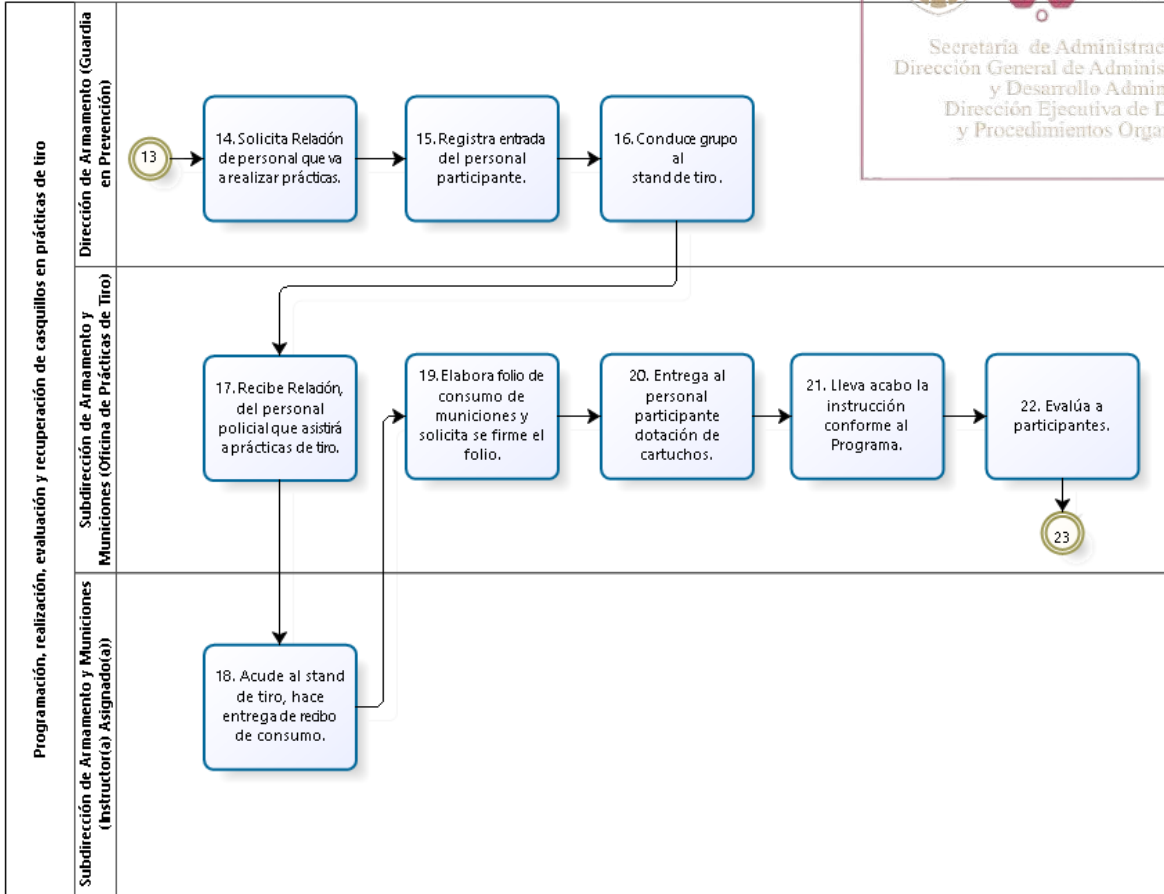 Secretaría de Administrac
Dirección General de Adminis
y Desarrollo Admin
Dirección Ejecutiva de D
y Procedimientos Orga
Programación, realización, evaluación y recuperación de casquillos en prácticas de tiro
Dirección de Armamento (Guardia
en Prevención)
13
14. Solicita Relación
de personal que va
a realizar prácticas.
15. Registra entrada
del personal
participante.
16. Conduce grupo
al
stand de tiro.
Subdirección de Armamento y
Municiones (Oficina de Prácticas de Tiro)
17. Recibe Relación,
del personal
policial que asistirá
a prácticas de tiro.
19. Elabora folio de
consumo de
municiones y
solicita se firme el
folio.
20. Entrega al
personal
participante
dotación de
cartuchos.
21. Lleva acabo la
instrucción
conforme al
Programa.
22. Evalúa a
participantes.
23
Subdirección de Armamento y Municiones
(Instructor(a) Asignado(a))
18. Acude al stand
de tiro, hace
entrega de recibo
de consumo.